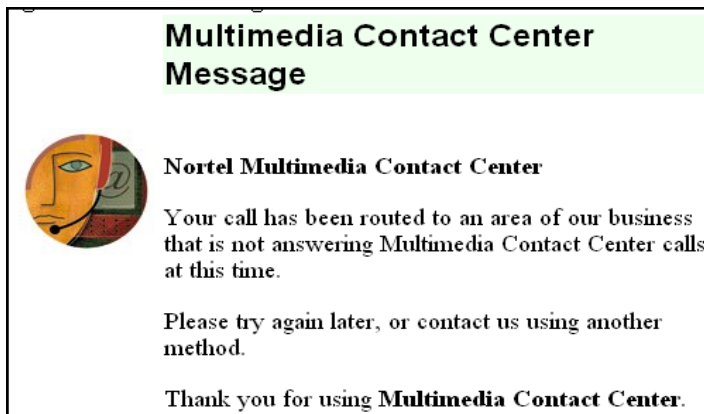 Multimedia Contact Center
Message
@
Nortel Multimedia Contact Center
Your call has been routed to an area of our business
that is not answering Multimedia Contact Center calls
at this time.
Please try again later, or contact us using another
method.
Thank you for using Multimedia Contact Center.